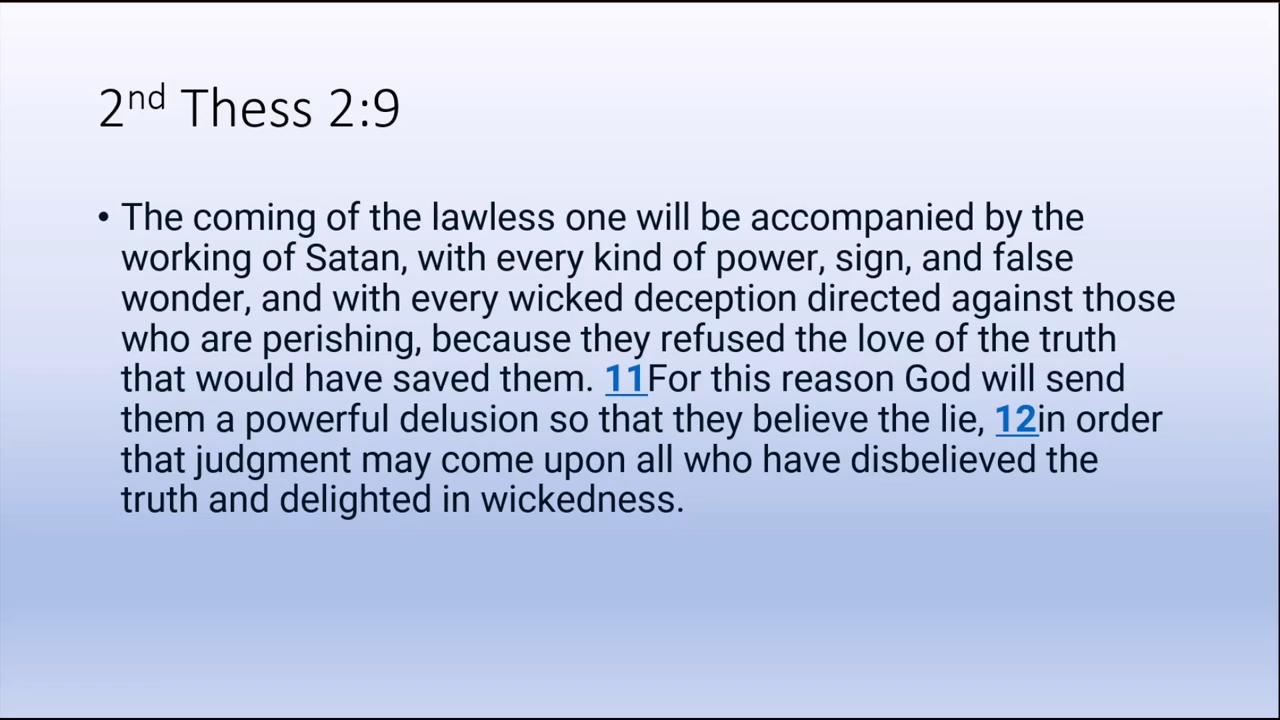 2nd Thess 2:9
• The coming of the lawless one will be accompanied by the
working of Satan, with every kind of power, sign, and false
wonder, and with every wicked deception directed against those
who are perishing, because they refused the love of the truth
that would have saved them. 11For this reason God will send
them a powerful delusion so that they believe the lie, 12in order
that judgment may come upon all who have disbelieved the
truth and delighted in wickedness.